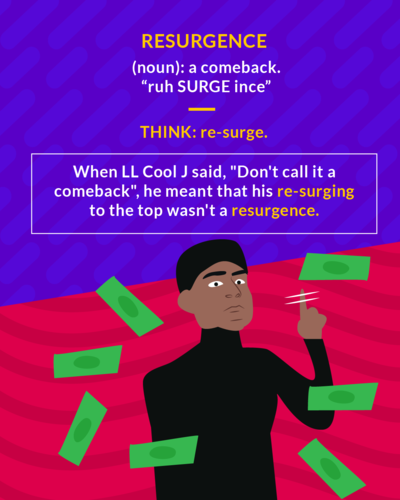 RESURGENCE
(noun): a comeback.
“ruh SURGE ince”
THINK: re-surge.
When LL Cool J said, "Don't call it a
comeback", he meant that his re-surging
to the top wasn't a resurgence.